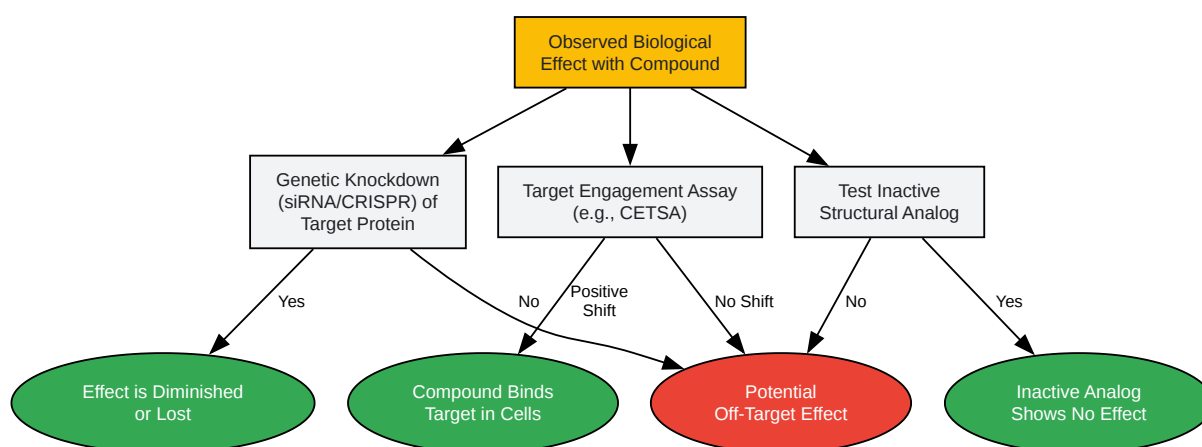 Observed Biological
Effect with Compound
Genetic Knockdown
(siRNA/CRISPR) of
Target Protein
Target Engagement Assay
(e.g., CETSA)
Test Inactive
Structural Analog
Yes
No
Positive
Shift
No Shift
No
Yes
Effect is Diminished
or Lost
Compound Binds
Target in Cells
Potential
Off-Target Effect
Inactive Analog
Shows No Effect